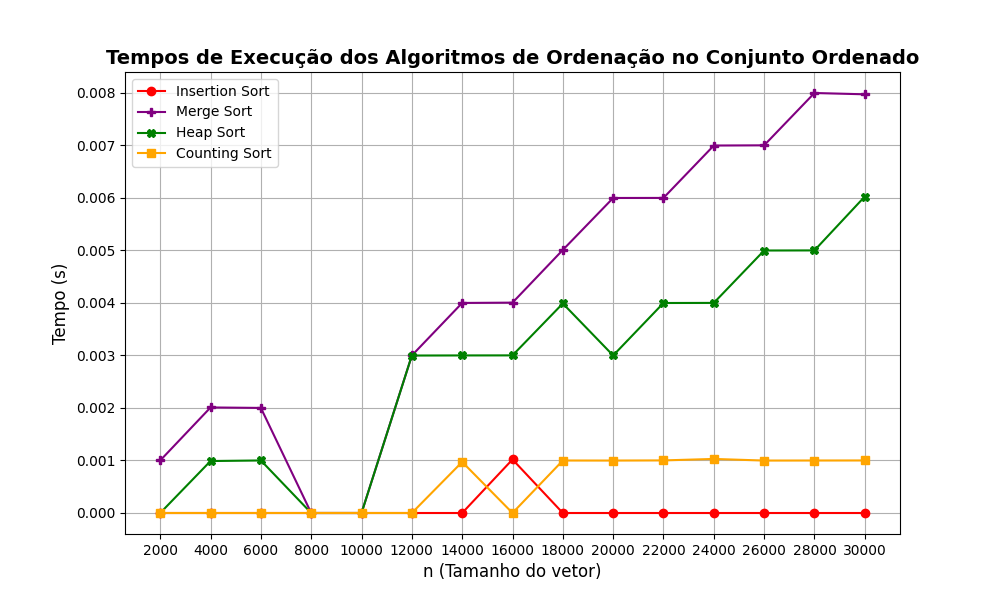 Tempos de Execução dos Algoritmos de Ordenação no Conjunto Ordenado
Insertion Sort
Merge Sort
Heap Sort
Counting Sort
Tempo (s)
0.008
0.007
0.006
0.005
0.004
0.003
0.002
0.001
0.000
2000 4000 6000 8000 10000 12000 14000 16000 18000 20000 22000 24000 26000 28000 30000
n (Tamanho do vetor)